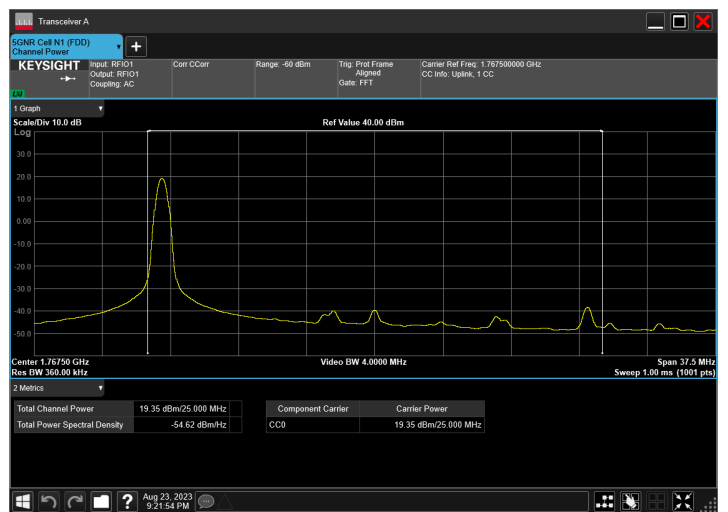 Transceiver A
5GNR Cell N1 (FDD)
Channel Power
KEYSIGHT
LXI
Input: RFIO1
Output: RFIO1
Coupling: AC
Corr CCorr
Range: -60 dBm
Trig: Prot Frame
Aligned
Gate: FFT
Carrier Ref Freq: 1.767500000 GHz
CC Info: Uplink, 1 CC
1 Graph
Scale/Div 10.0 dB
Ref Value 40.00 dBm
Log
30.0
20.0
10.0
0.00
-10.0
-20.0
-30.0
-40.0
-50.0
Center 1.76750 GHz
Video BW 4.0000 MHz
Span 37.5 MHz
Res BW 360.00 kHz
Sweep 1.00 ms (1001 pts)
2 Metrics
Total Channel Power 19.35 dBm/25.000 MHz
Total Power Spectral Density -54.62 dBm/Hz
Component Carrier Carrier Power
CC0 19.35 dBm/25.000 MHz
?
Aug 23, 2023
9:21:54 PM